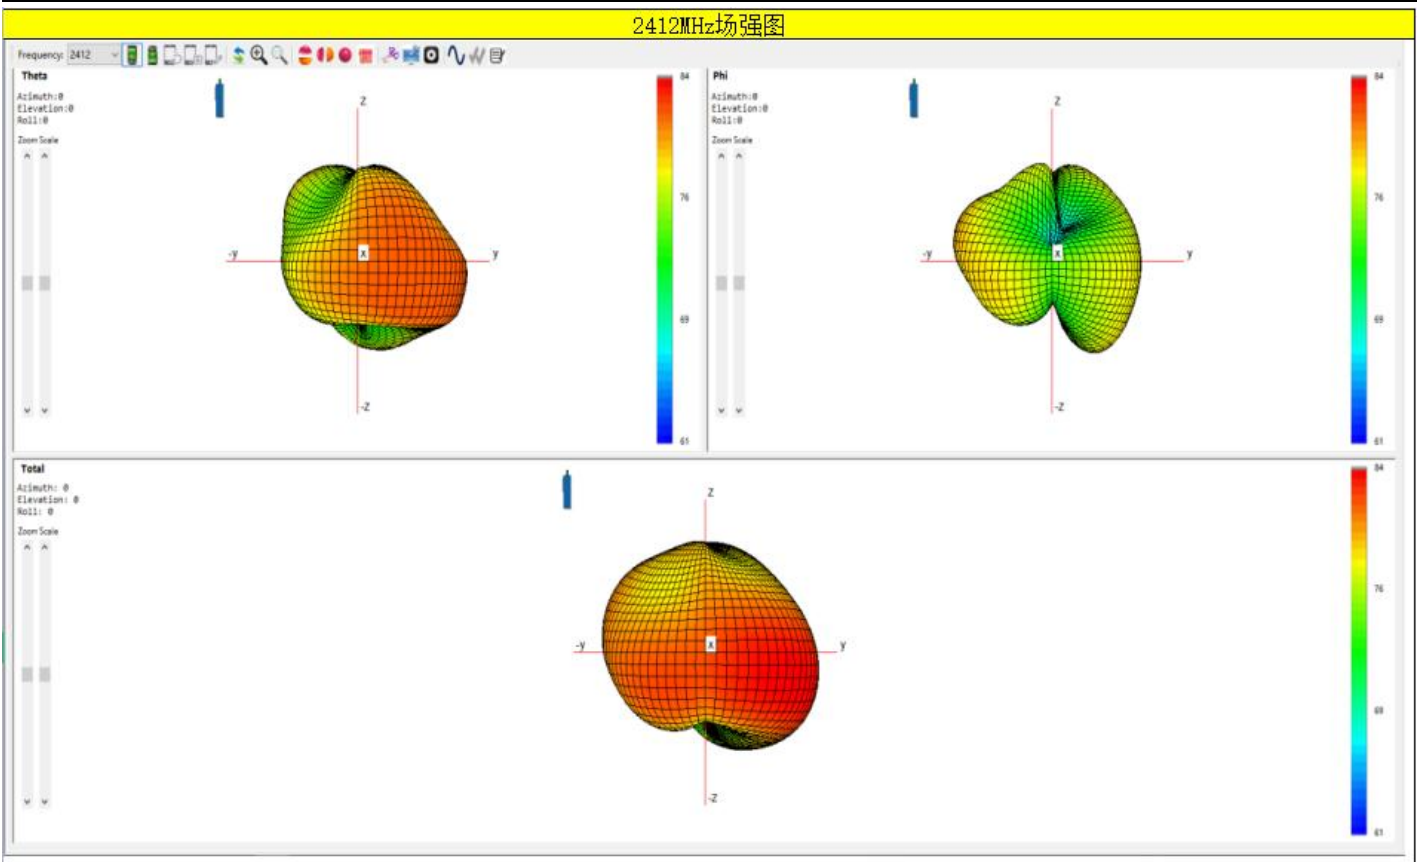 2412MHz场强图
Frequency: 2412
Theta
Azimuth:0
Elevation:0
Roll:0
Zoom Scale
Z
-y
X
y
-Z
84
76
69
61
Phi
Azimuth:0
Elevation:0
Roll:0
Zoom Scale
Z
-y
X
y
-Z
84
76
69
61
Total
Azimuth: 0
Elevation: 0
Roll: 0
Zoom Scale
Z
-y
X
y
-Z
84
76
69
61